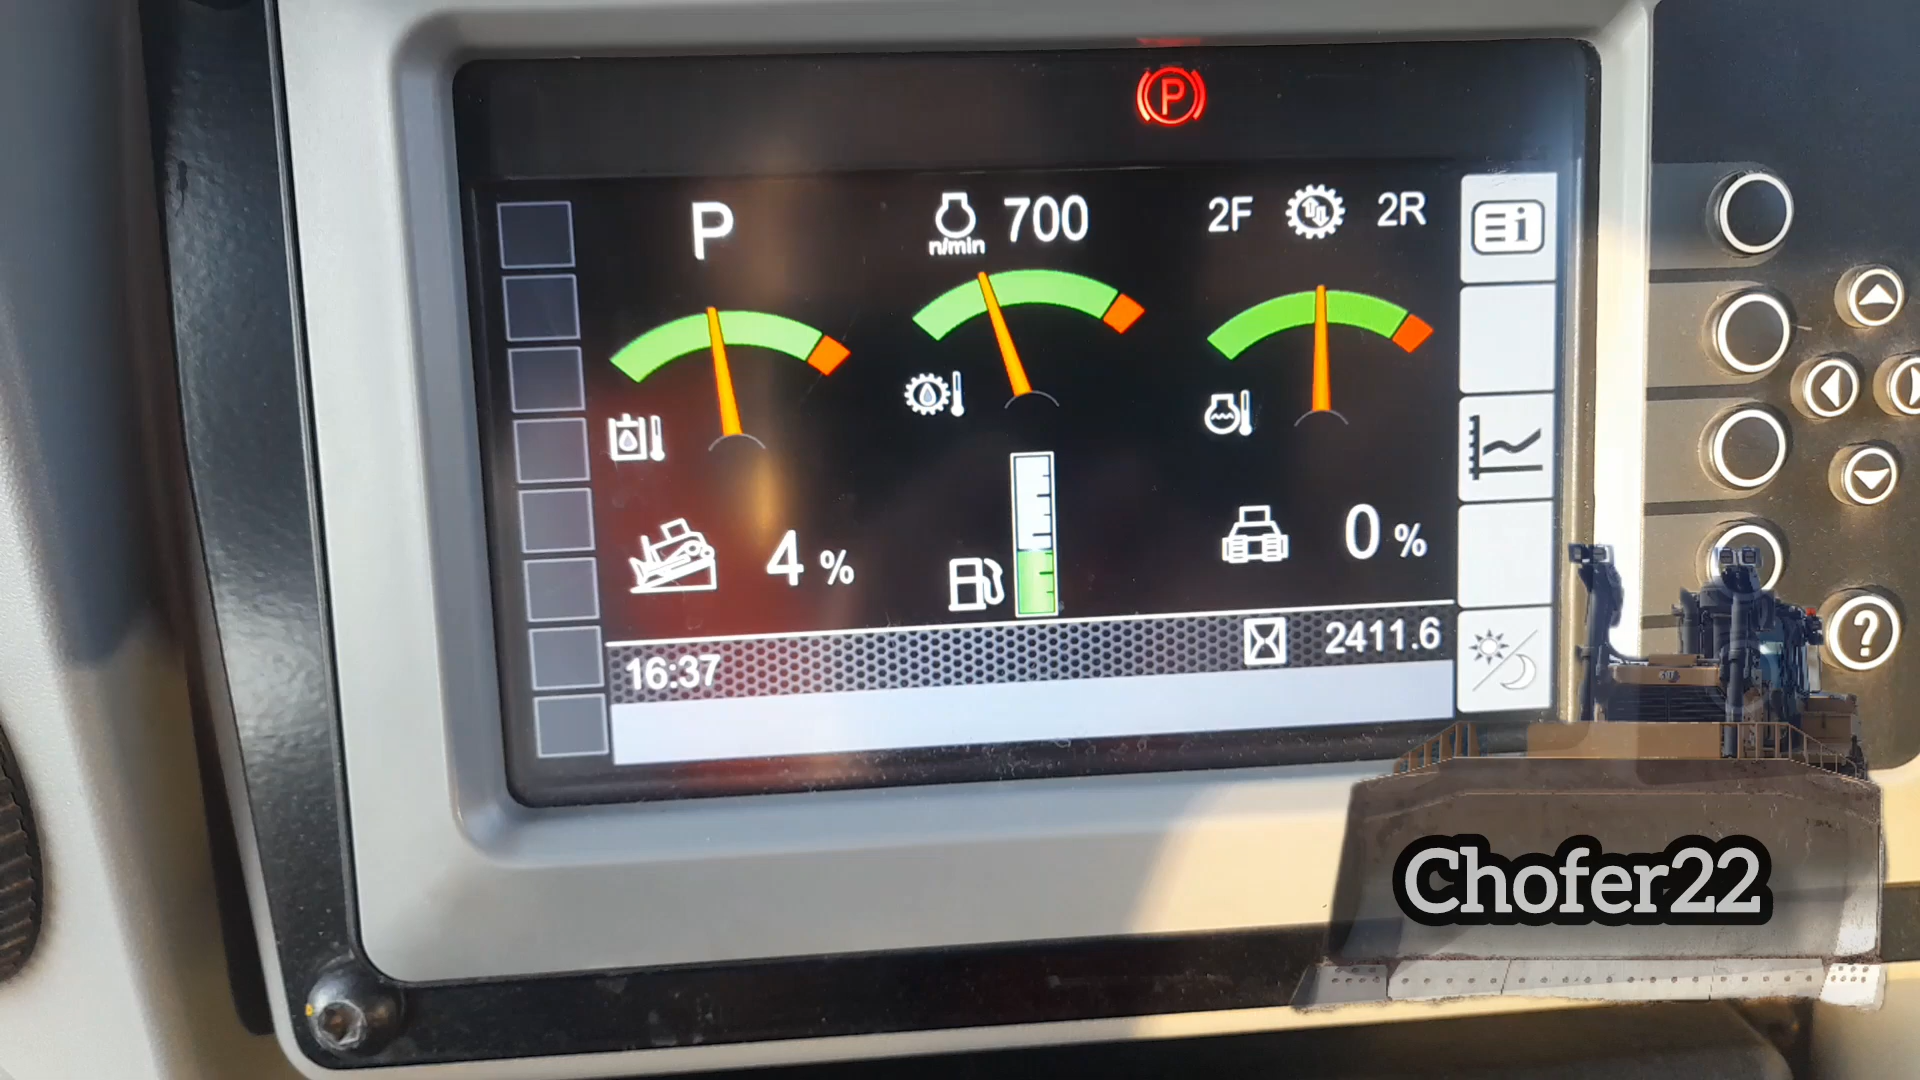 P
P
n/min
700
2F
2R
i
4 %
0 %
16:37
2411.6
?
Chofer22